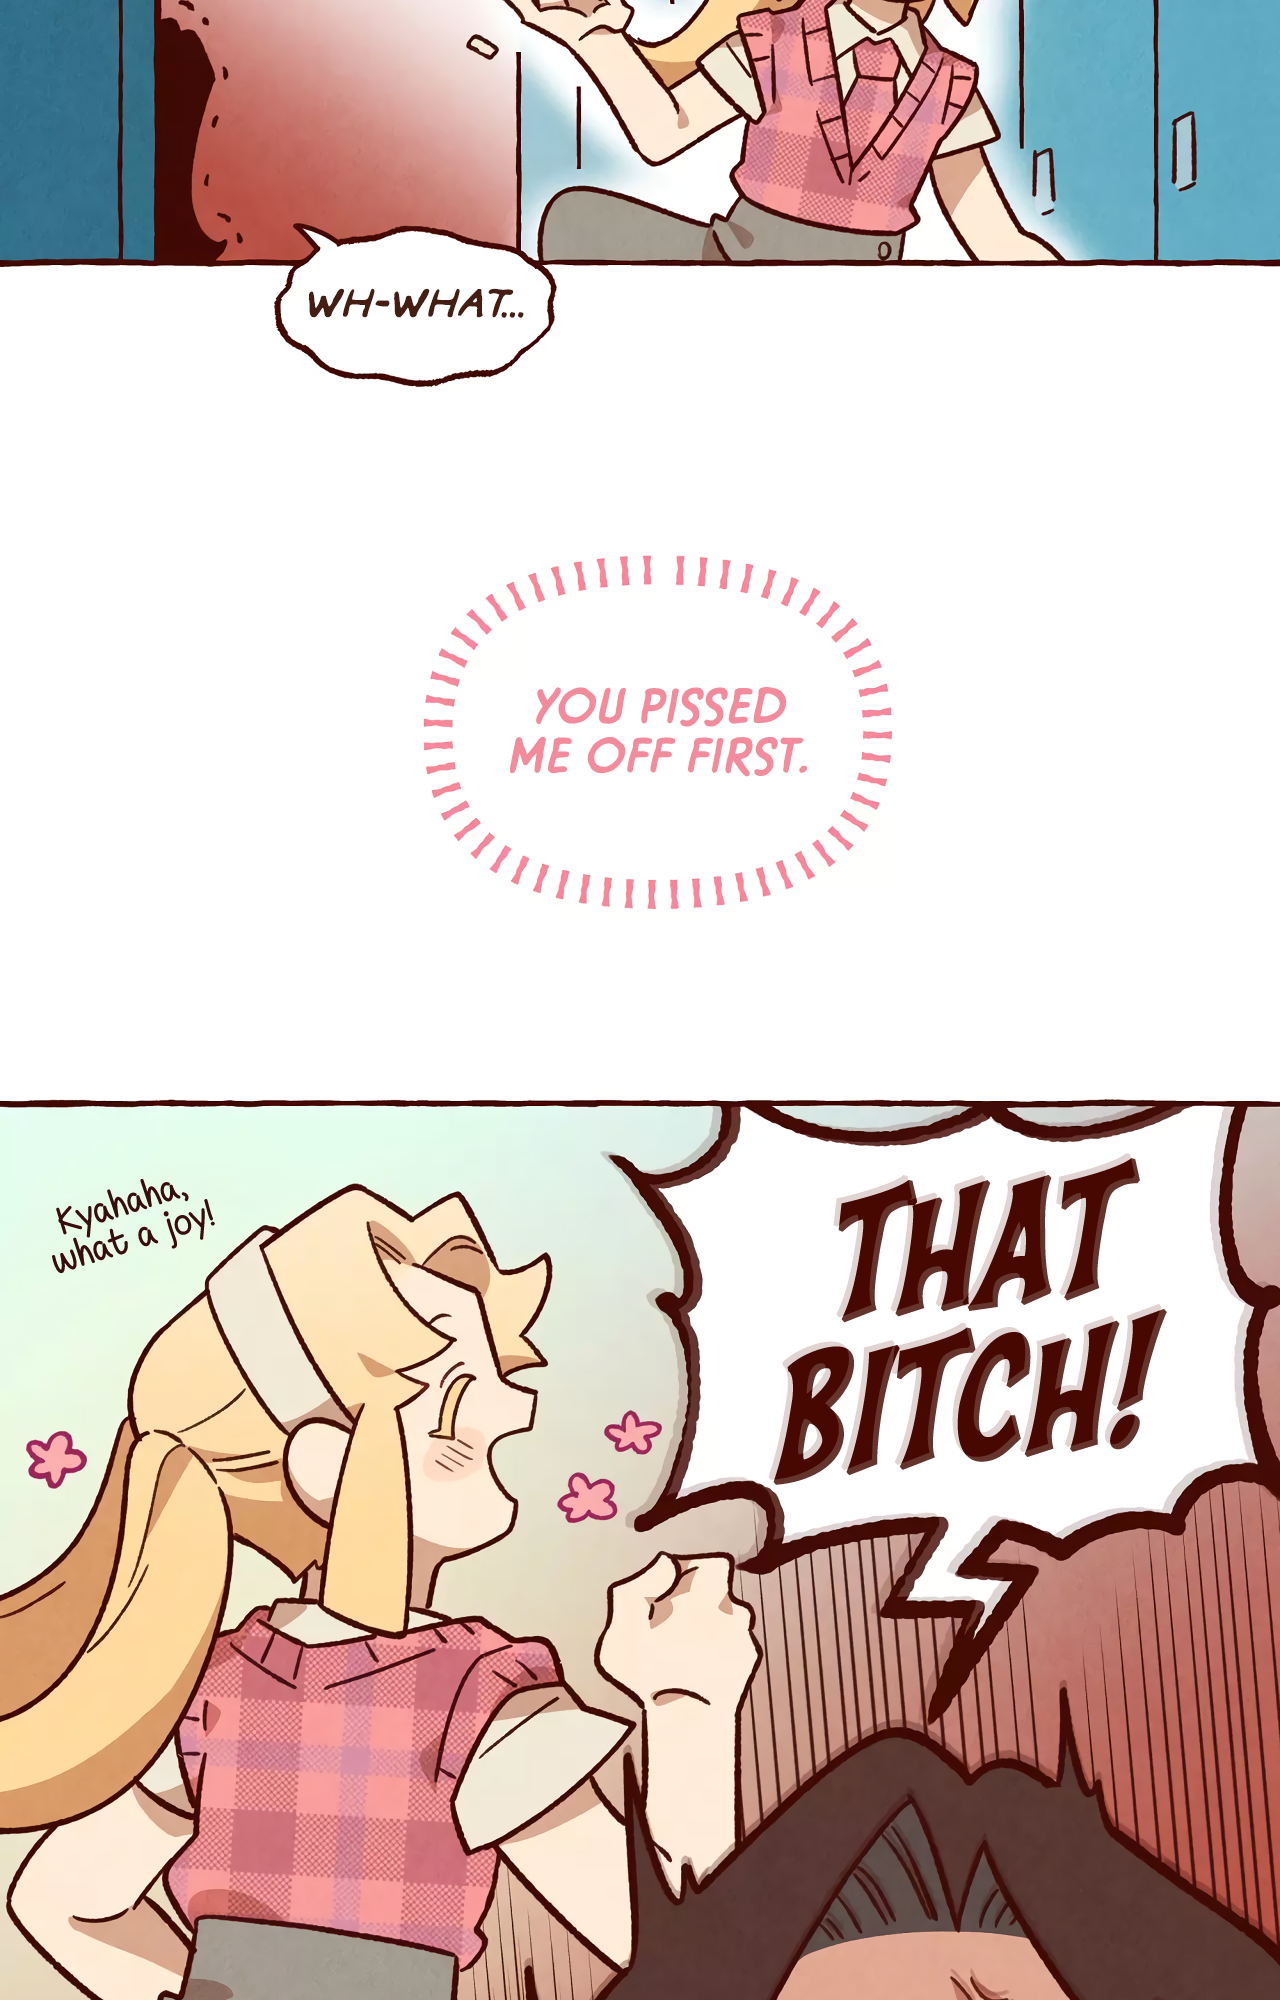 WH-WHAT...
YOU PISSED
ME OFF FIRST.
Kyahaha,
what a joy!
THAT
BITCH!